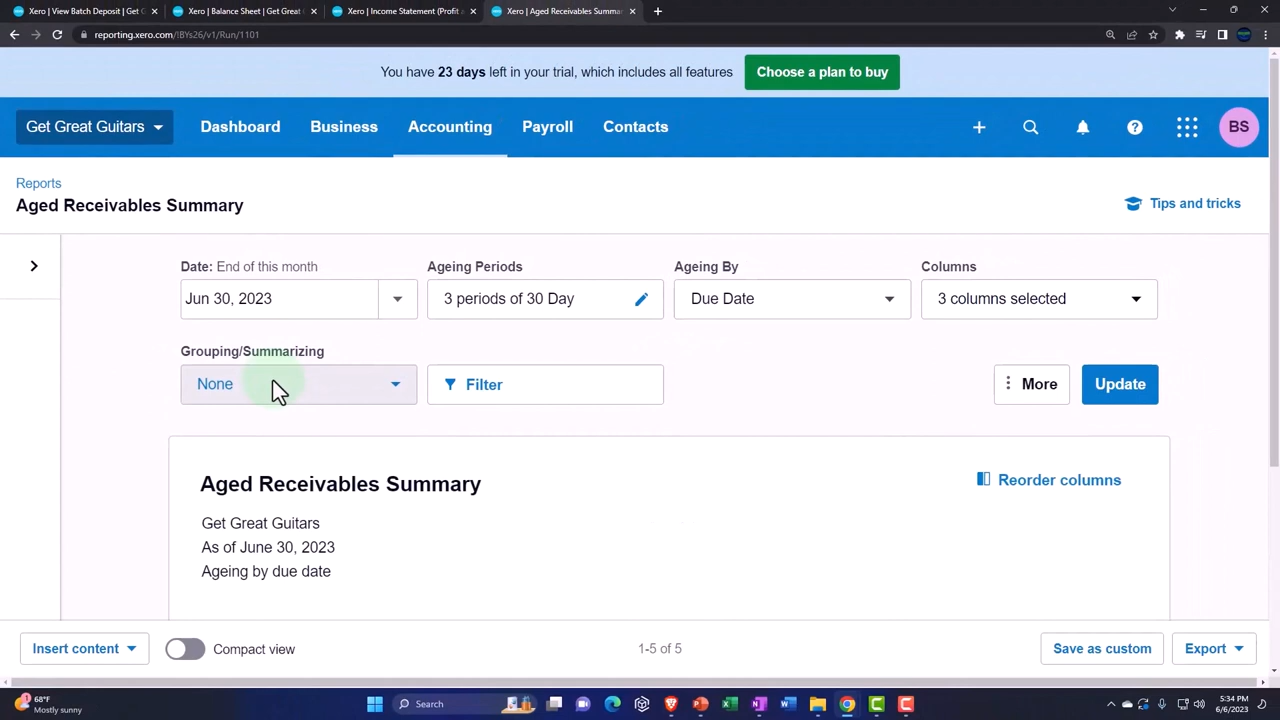 Xero | View Batch Deposit | Get C
Xero | Balance Sheet | Get Great
Xero | Income Statement (Profit a
Xero | Aged Receivables Summa
reporting.xero.com/!BYs26/v1/Run/1101
You have 23 days left in your trial, which includes all features
Choose a plan to buy
Get Great Guitars
Dashboard
Business
Accounting
Payroll
Contacts
BS
Reports
Aged Receivables Summary
Tips and tricks
Date: End of this month
Ageing Periods
Ageing By
Columns
Jun 30, 2023
3 periods of 30 Day
Due Date
3 columns selected
Grouping/Summarizing
None
Filter
More
Update
Aged Receivables Summary
Reorder columns
Get Great Guitars
As of June 30, 2023
Ageing by due date
Insert content
Compact view
1-5 of 5
Save as custom
Export
68°F
Mostly sunny
Search
5:34 PM
6/6/2023